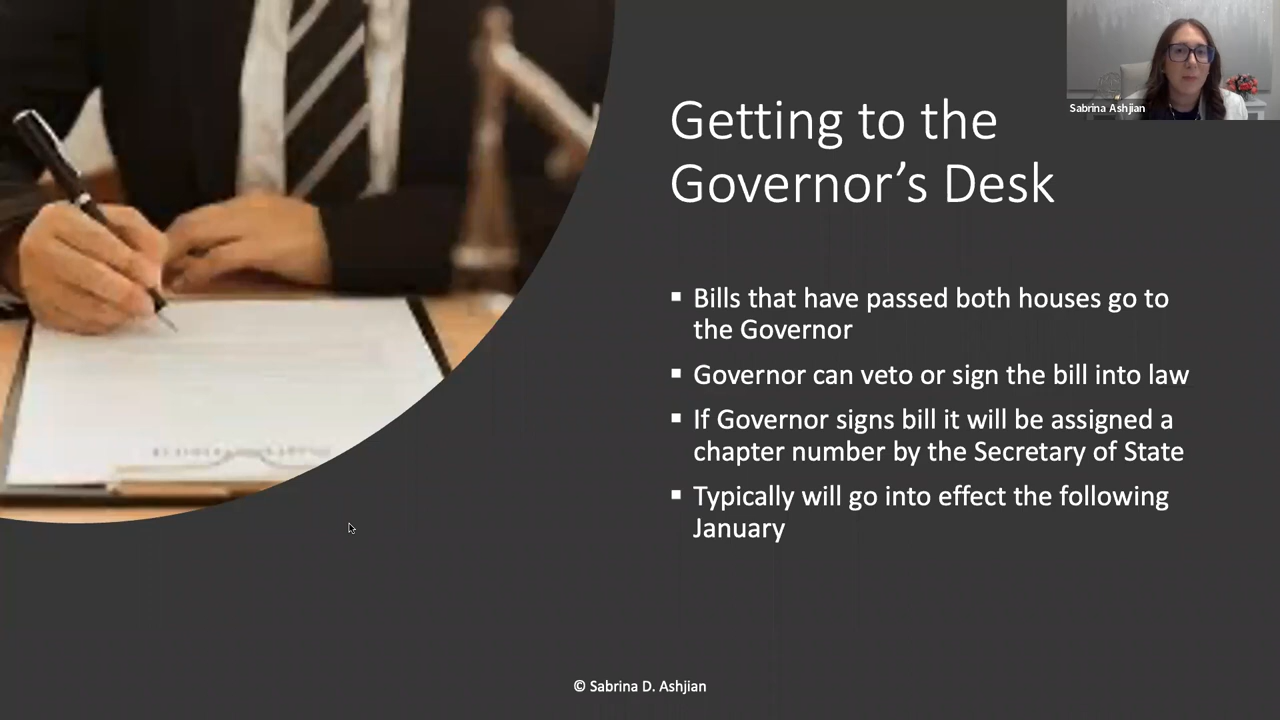 Sabrina Ashjian
Getting to the
Governor’s Desk
▪ Bills that have passed both houses go to
the Governor
▪ Governor can veto or sign the bill into law
▪ If Governor signs bill it will be assigned a
chapter number by the Secretary of State
▪ Typically will go into effect the following
January
© Sabrina D. Ashjian